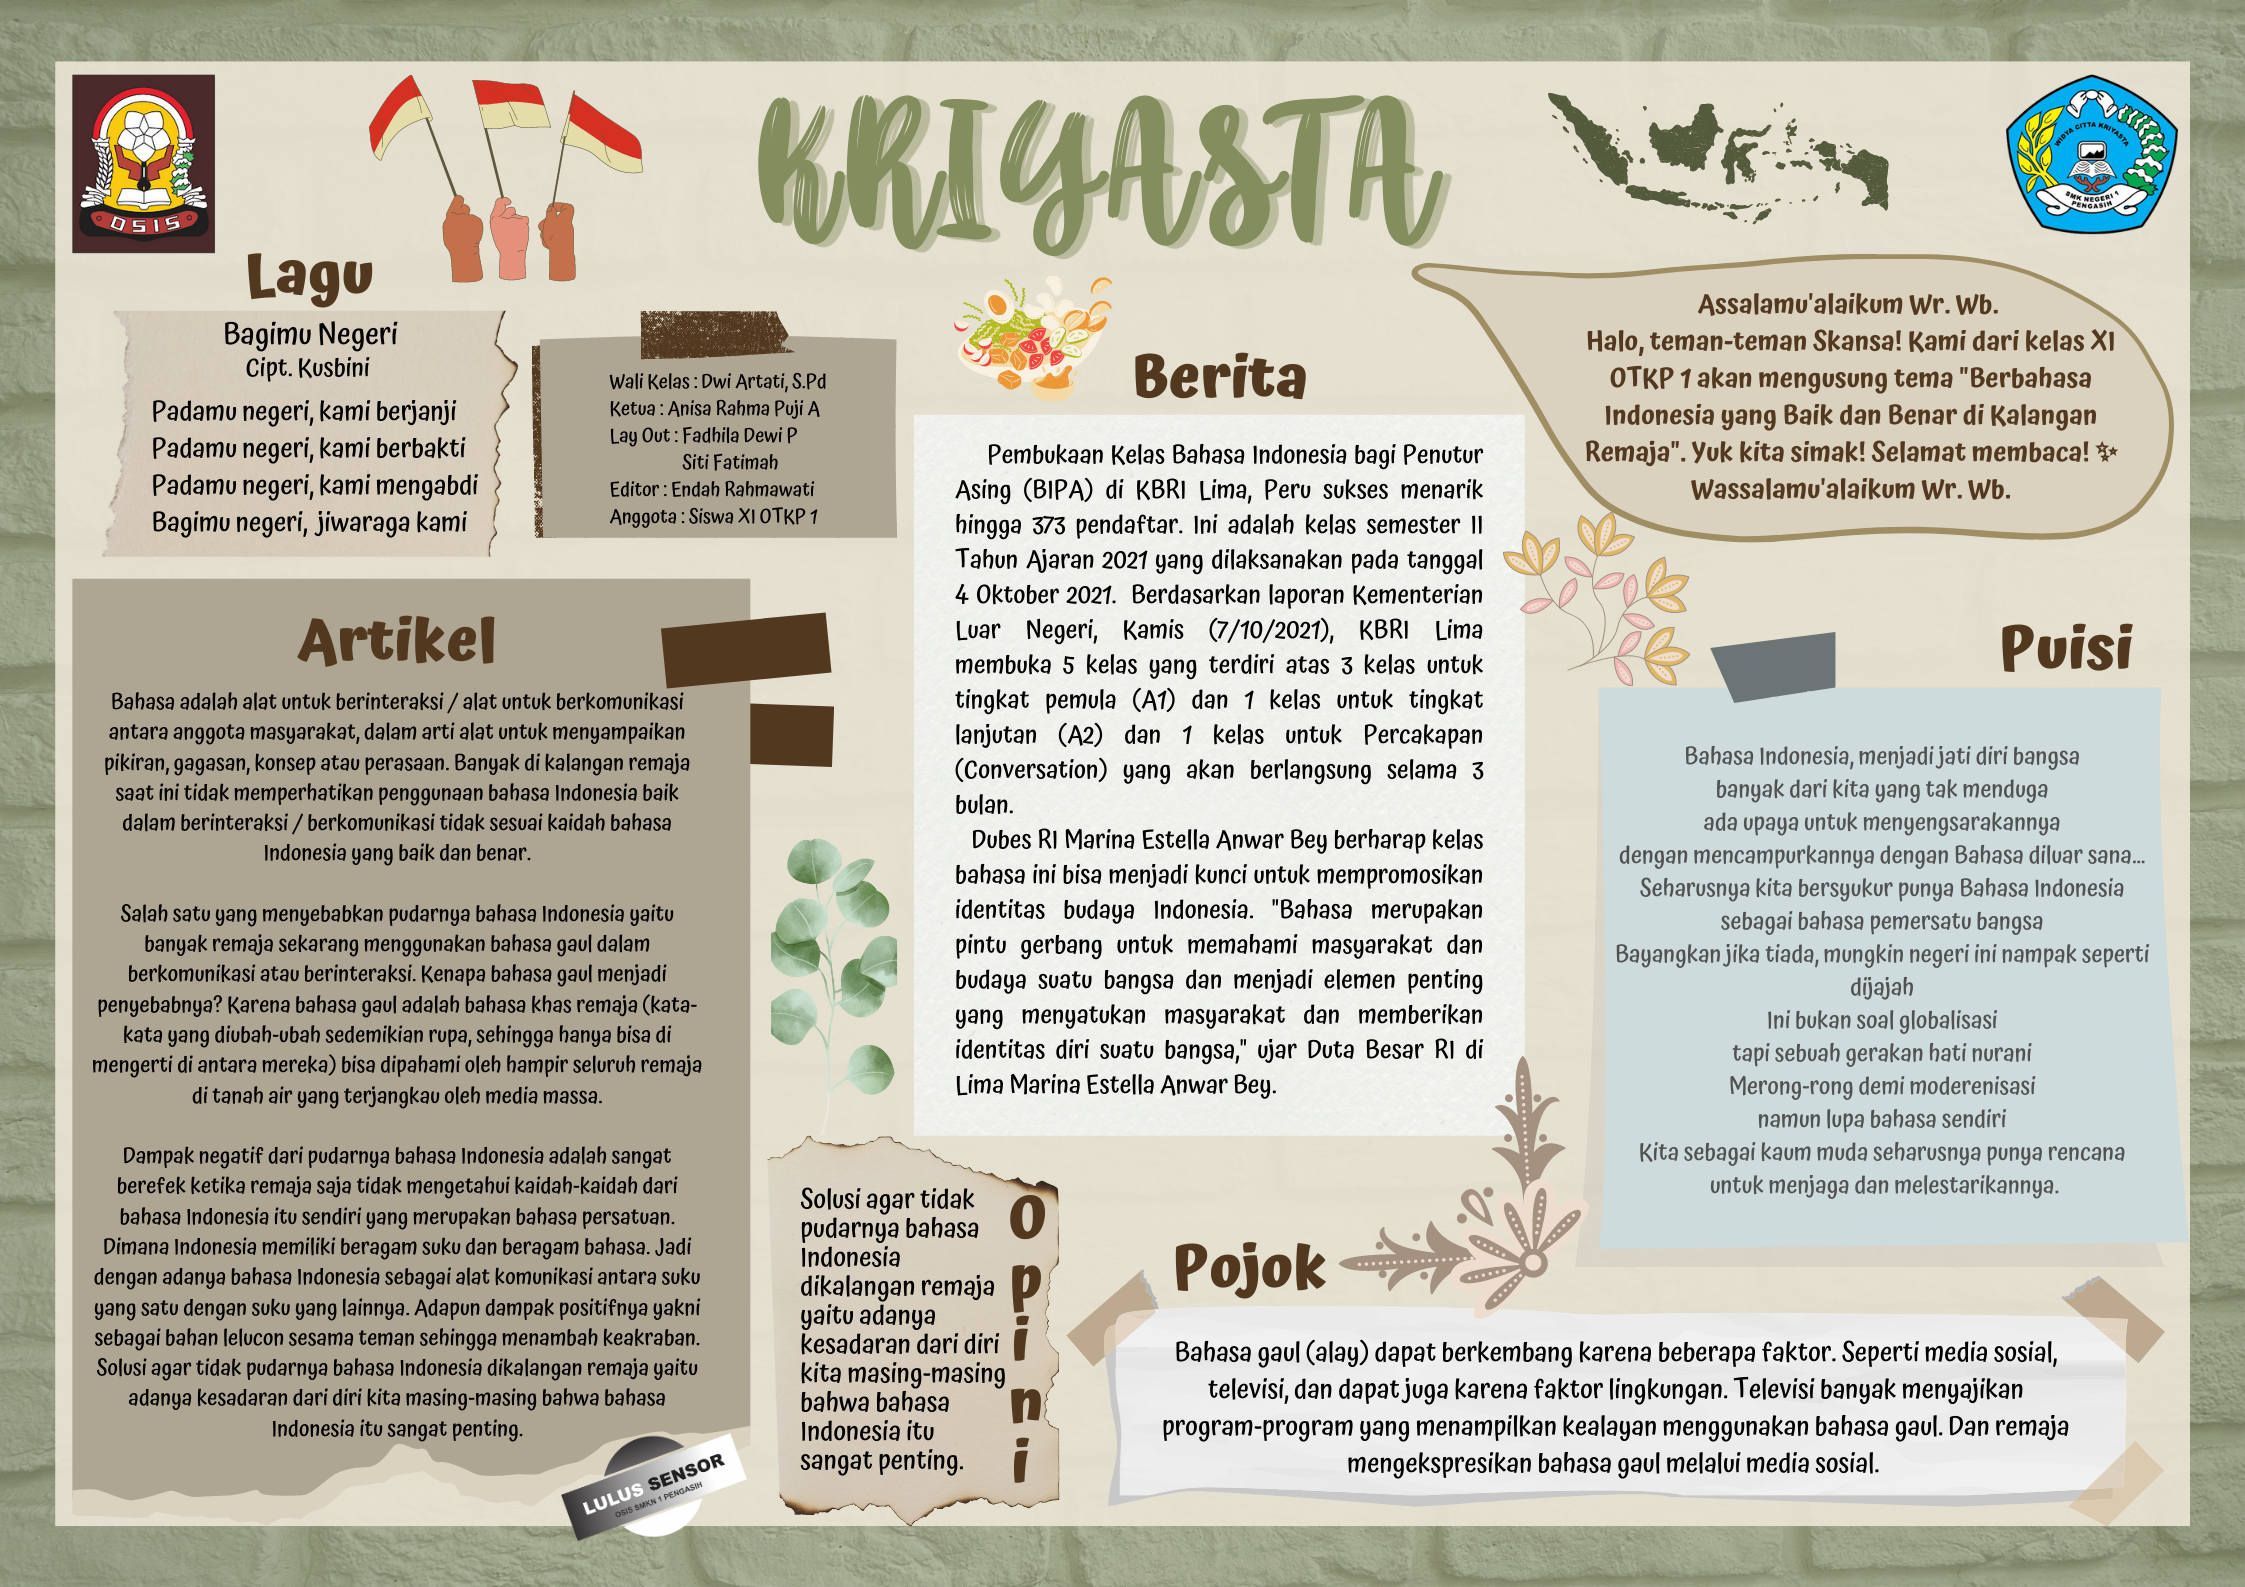 KRIYASTA
OSIS
WIDYA CITTA KRIYASTA
SMK NEGERI 1
PENGASIH
Lagu
Bagimu Negeri
Cipt. Kusbini
Padamu negeri, kami berjanji
Padamu negeri, kami berbakti
Padamu negeri, kami mengabdi
Bagimu negeri, jiwaraga kami
Wali Kelas : Dwi Artati, S.Pd
Ketua : Anisa Rahma Puji A
Lay Out : Fadhila Dewi P
Siti Fatimah
Editor : Endah Rahmawati
Anggota : Siswa XI OTKP 1
Assalamu'alaikum Wr. Wb.
Halo, teman-teman Skansa! Kami dari kelas XI
OTKP 1 akan mengusung tema "Berbahasa
Indonesia yang Baik dan Benar di Kalangan
Remaja". Yuk kita simak! Selamat membaca! ✨
Wassalamu'alaikum Wr. Wb.
Artikel
Bahasa adalah alat untuk berinteraksi / alat untuk berkomunikasi
antara anggota masyarakat, dalam arti alat untuk menyampaikan
pikiran, gagasan, konsep atau perasaan. Banyak di kalangan remaja
saat ini tidak memperhatikan penggunaan bahasa Indonesia baik
dalam berinteraksi / berkomunikasi tidak sesuai kaidah bahasa
Indonesia yang baik dan benar.
Salah satu yang menyebabkan pudarnya bahasa Indonesia yaitu
banyak remaja sekarang menggunakan bahasa gaul dalam
berkomunikasi atau berinteraksi. Kenapa bahasa gaul menjadi
penyebabnya? Karena bahasa gaul adalah bahasa khas remaja (kata-
kata yang diubah-ubah sedemikian rupa, sehingga hanya bisa di
mengerti di antara mereka) bisa dipahami oleh hampir seluruh remaja
di tanah air yang terjangkau oleh media massa.
Dampak negatif dari pudarnya bahasa Indonesia adalah sangat
berefek ketika remaja saja tidak mengetahui kaidah-kaidah dari
bahasa Indonesia itu sendiri yang merupakan bahasa persatuan.
Dimana Indonesia memiliki beragam suku dan beragam bahasa. Jadi
dengan adanya bahasa Indonesia sebagai alat komunikasi antara suku
yang satu dengan suku yang lainnya. Adapun dampak positifnya yakni
sebagai bahan lelucon sesama teman sehingga menambah keakraban.
Solusi agar tidak pudarnya bahasa Indonesia dikalangan remaja yaitu
adanya kesadaran dari diri kita masing-masing bahwa bahasa
Indonesia itu sangat penting.
LULUS SENSOR
OSIS SMKN 1 PENGASIH
Berita
Pembukaan Kelas Bahasa Indonesia bagi Penutur
Asing (BIPA) di KBRI Lima, Peru sukses menarik
hingga 373 pendaftar. Ini adalah kelas semester II
Tahun Ajaran 2021 yang dilaksanakan pada tanggal
4 Oktober 2021. Berdasarkan laporan Kementerian
Luar Negeri, Kamis (7/10/2021), KBRI Lima
membuka 5 kelas yang terdiri atas 3 kelas untuk
tingkat pemula (A1) dan 1 kelas untuk tingkat
lanjutan (A2) dan 1 kelas untuk Percakapan
(Conversation) yang akan berlangsung selama 3
bulan.
Dubes RI Marina Estella Anwar Bey berharap kelas
bahasa ini bisa menjadi kunci untuk mempromosikan
identitas budaya Indonesia. "Bahasa merupakan
pintu gerbang untuk memahami masyarakat dan
budaya suatu bangsa dan menjadi elemen penting
yang menyatukan masyarakat dan memberikan
identitas diri suatu bangsa," ujar Duta Besar RI di
Lima Marina Estella Anwar Bey.
Puisi
Bahasa Indonesia, menjadi jati diri bangsa
banyak dari kita yang tak menduga
ada upaya untuk menyengsarakannya
dengan mencampurkannya dengan Bahasa diluar sana...
Seharusnya kita bersyukur punya Bahasa Indonesia
sebagai bahasa pemersatu bangsa
Bayangkan jika tiada, mungkin negeri ini nampak seperti
dijajah
Ini bukan soal globalisasi
tapi sebuah gerakan hati nurani
Merong-rong demi moderenisasi
namun lupa bahasa sendiri
Kita sebagai kaum muda seharusnya punya rencana
untuk menjaga dan melestarikannya.
Opini
Solusi agar tidak
pudarnya bahasa
Indonesia
dikalangan remaja
yaitu adanya
kesadaran dari diri
kita masing-masing
bahwa bahasa
Indonesia itu
sangat penting.
Pojok
Bahasa gaul (alay) dapat berkembang karena beberapa faktor. Seperti media sosial,
televisi, dan dapat juga karena faktor lingkungan. Televisi banyak menyajikan
program-program yang menampilkan kealayan menggunakan bahasa gaul. Dan remaja
mengekspresikan bahasa gaul melalui media sosial.